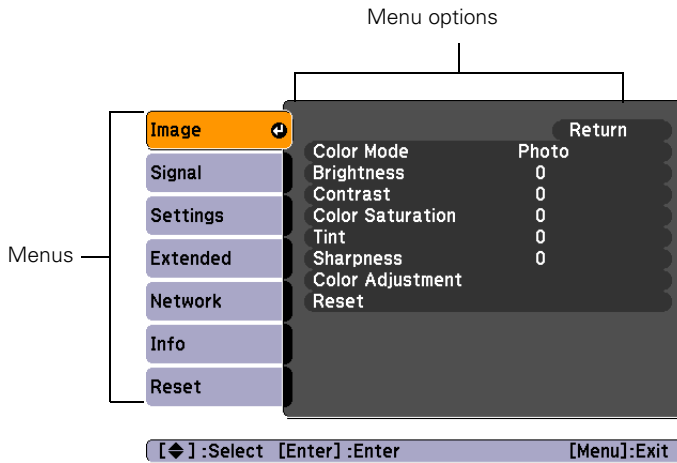 Menu options
Menus
Image
Signal
Settings
Extended
Network
Info
Reset
Return
Color Mode Photo
Brightness 0
Contrast 0
Color Saturation 0
Tint 0
Sharpness 0
Color Adjustment
Reset
[◆] :Select [Enter] :Enter [Menu]:Exit